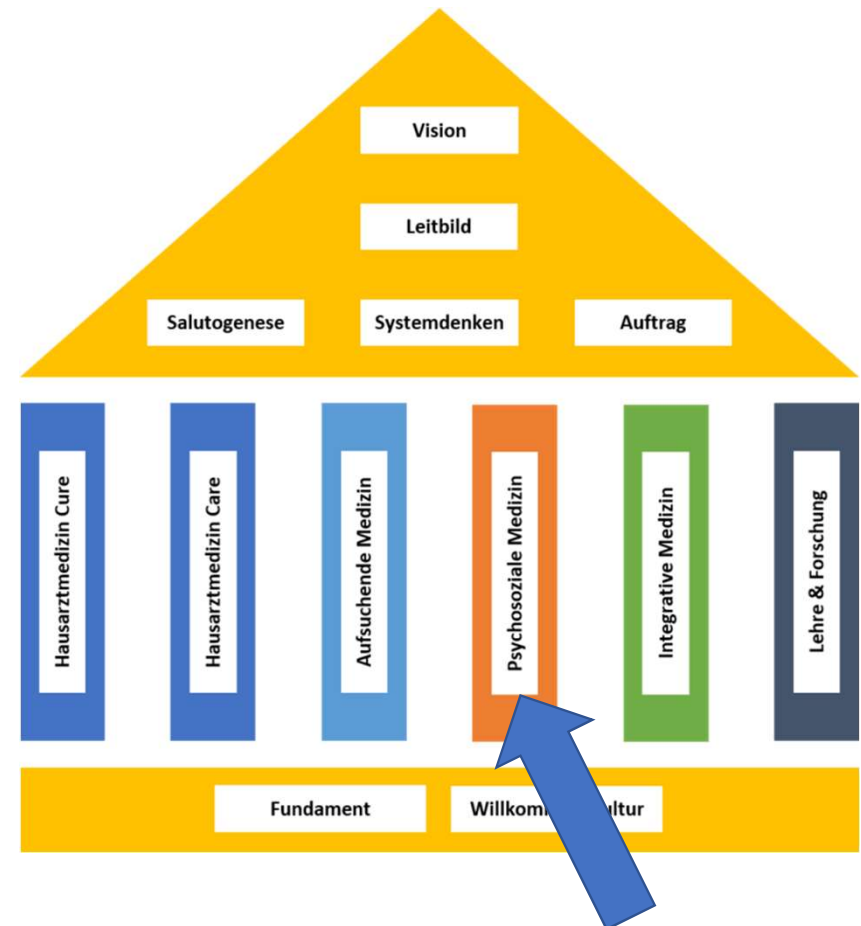 Vision
Leitbild
Salutogenese
Systemdenken
Auftrag
Hausarztmedizin Cure
Hausarztmedizin Care
Aufsuchende Medizin
Psychosoziale Medizin
Integrative Medizin
Lehre & Forschung
Fundament